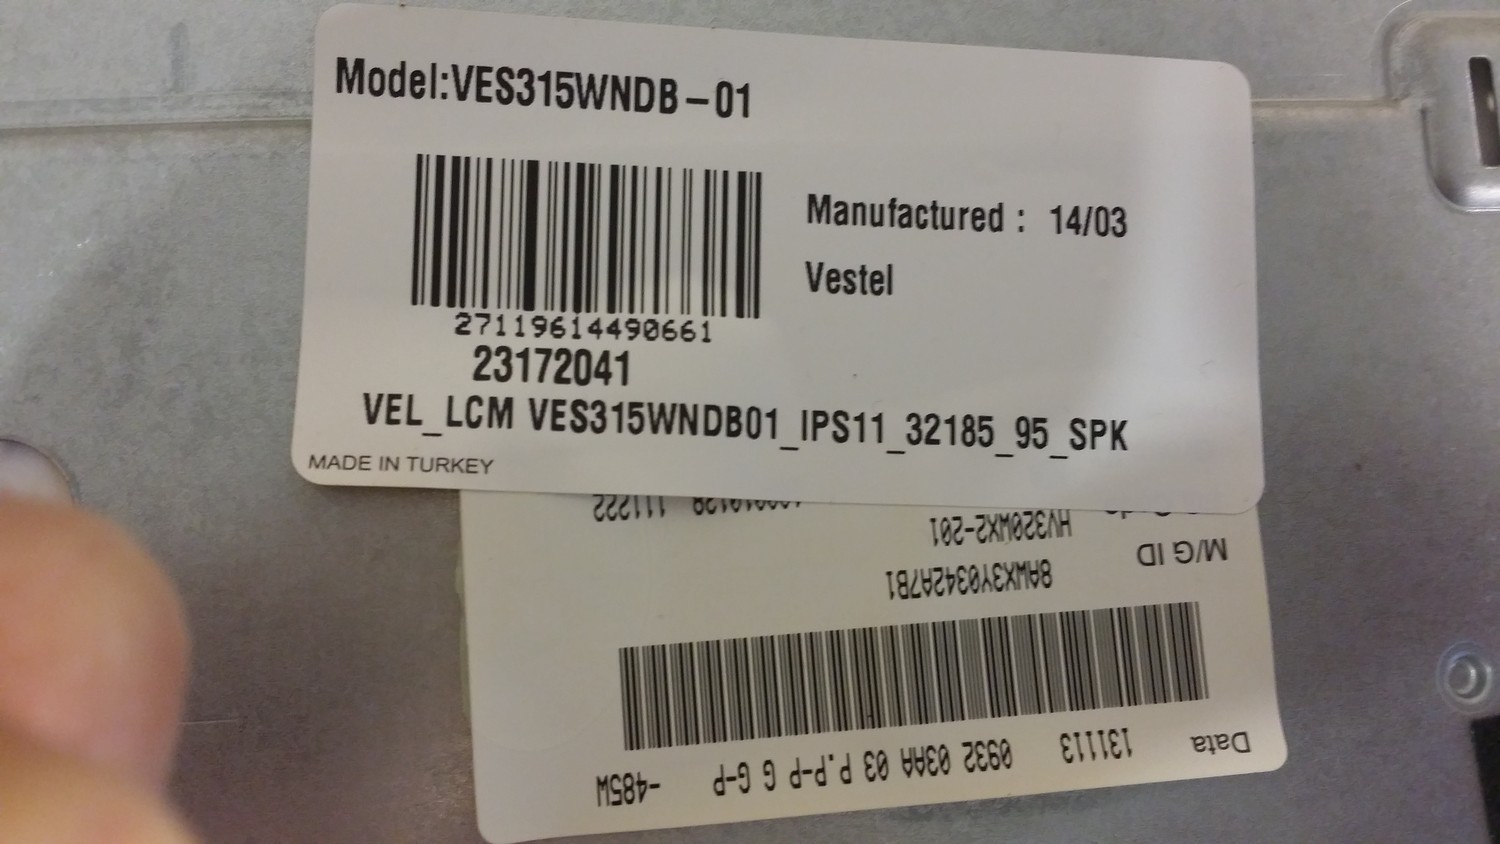 Model:VES315WNDB-01
Manufactured : 14/03
Vestel
27119614490661
23172041
VEL_LCM VES315WNDB01_IPS11_32185_95_SPK
MADE IN TURKEY
Data 131113 0932 03AA 03 P.P-P G G-P -485W
M/G ID 8AWX3Y0342A7B1
HV320WX2-201
111222